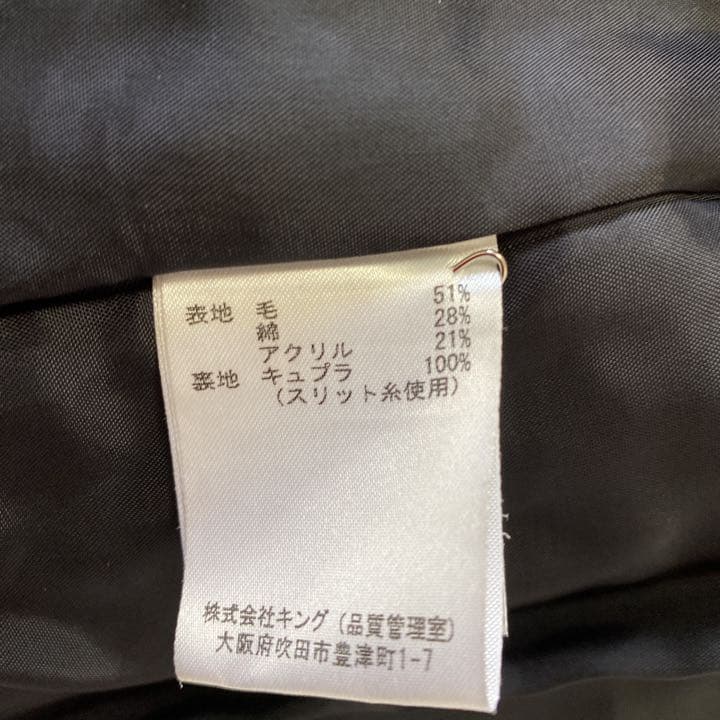 表地 毛 51%
綿 28%
アクリル 21%
裏地 キュプラ 100%
(スリット糸使用)
株式会社キング(品質管理室)
大阪府吹田市豊津町1-7